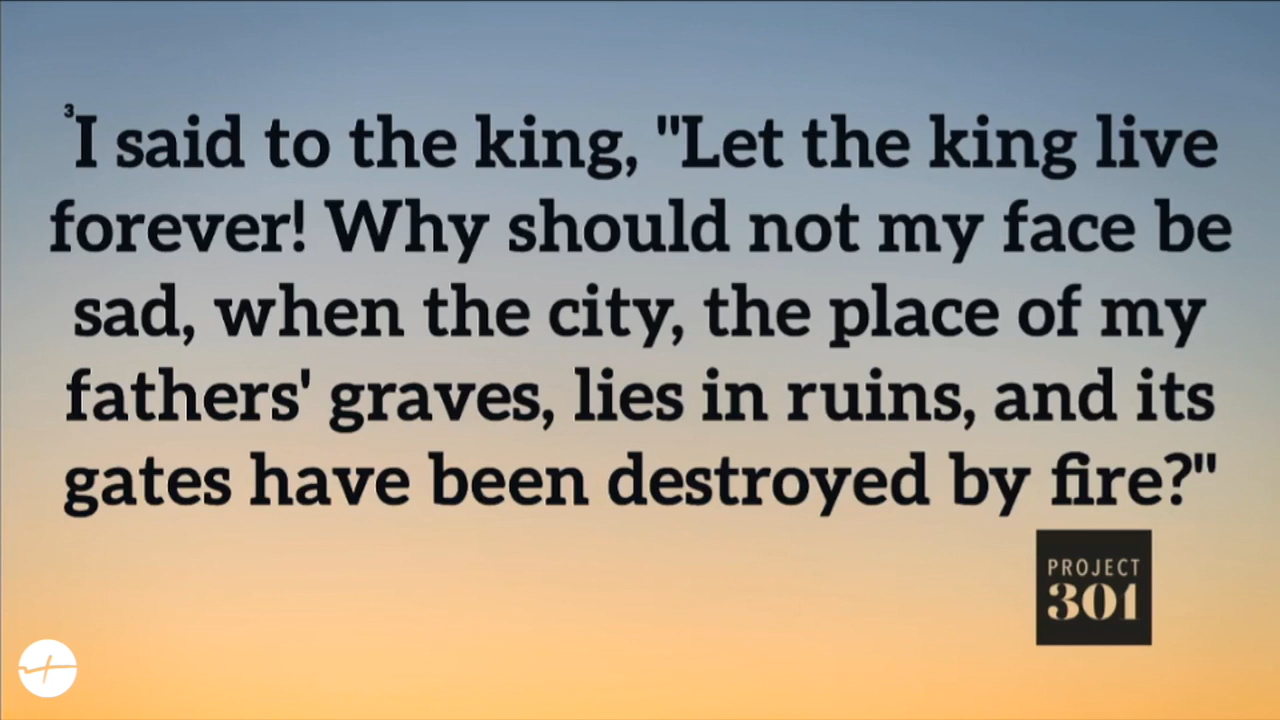 ³I said to the king, "Let the king live
forever! Why should not my face be
sad, when the city, the place of my
fathers' graves, lies in ruins, and its
gates have been destroyed by fire?"
PROJECT
301